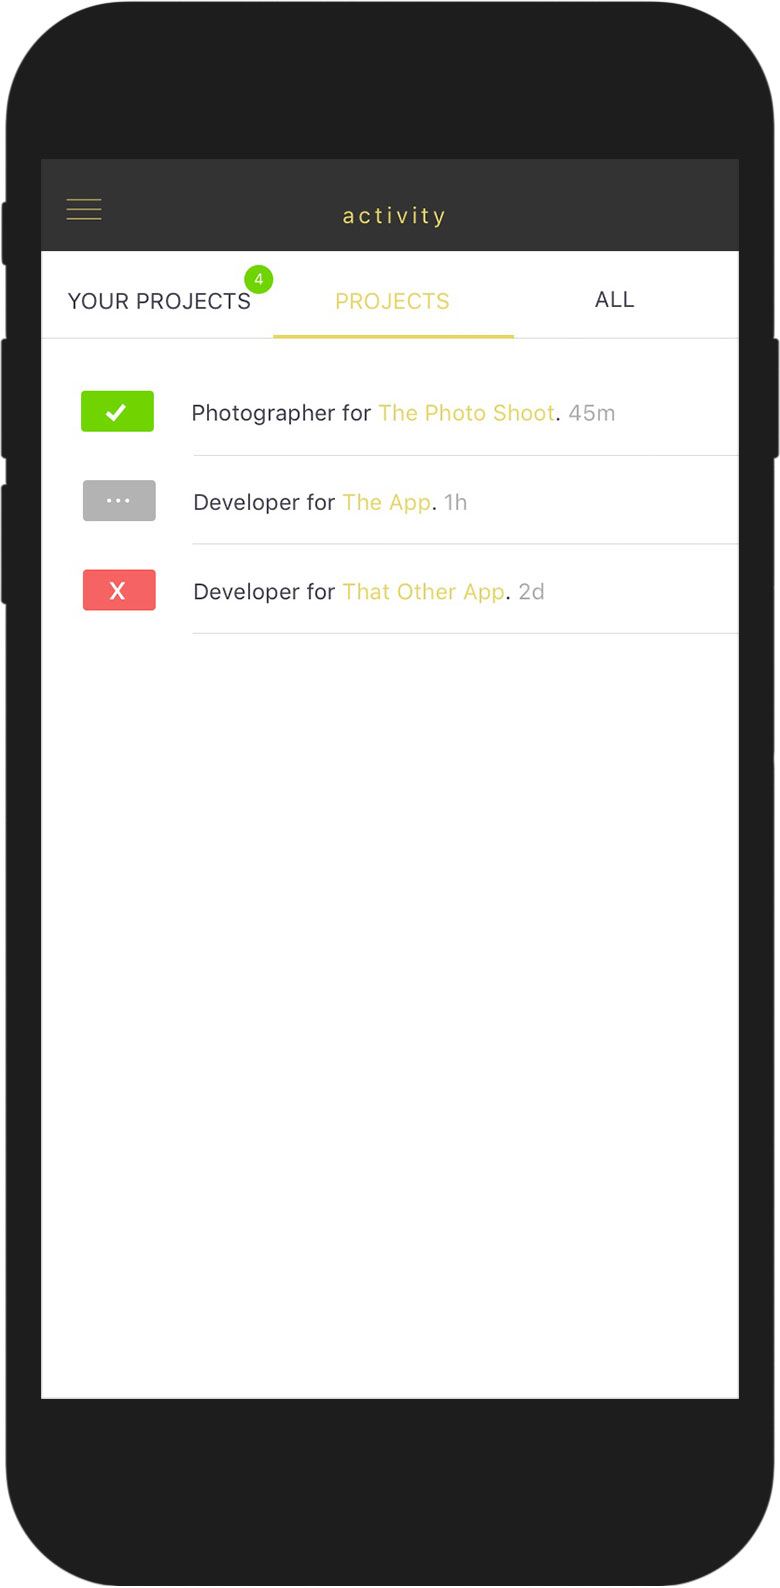 activity
4
YOUR PROJECTS PROJECTS ALL
Photographer for The Photo Shoot. 45m
... Developer for The App. 1h
X Developer for That Other App. 2d